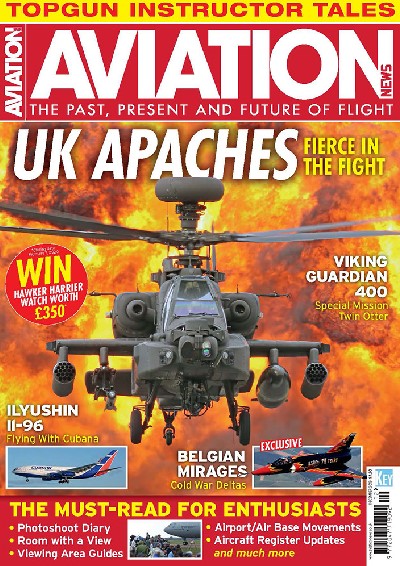 TOPGUN INSTRUCTOR TALES
AVIATION
AVIATION
NEWS
THE PAST, PRESENT AND FUTURE OF FLIGHT
UK APACHES
FIERCE IN
THE FIGHT
WIN
HAWKER HARRIER
WATCH WORTH
£350
VIKING
GUARDIAN
400
Special Mission
Twin Otter
ILYUSHIN
Il-96
Flying With Cubana
BELGIAN
MIRAGES
Cold War Deltas
EXCLUSIVE
KEY
THE MUST-READ FOR ENTHUSIASTS
• Photoshoot Diary
• Room with a View
• Viewing Area Guides
• Airport/Air Base Movements
• Aircraft Register Updates
and much more